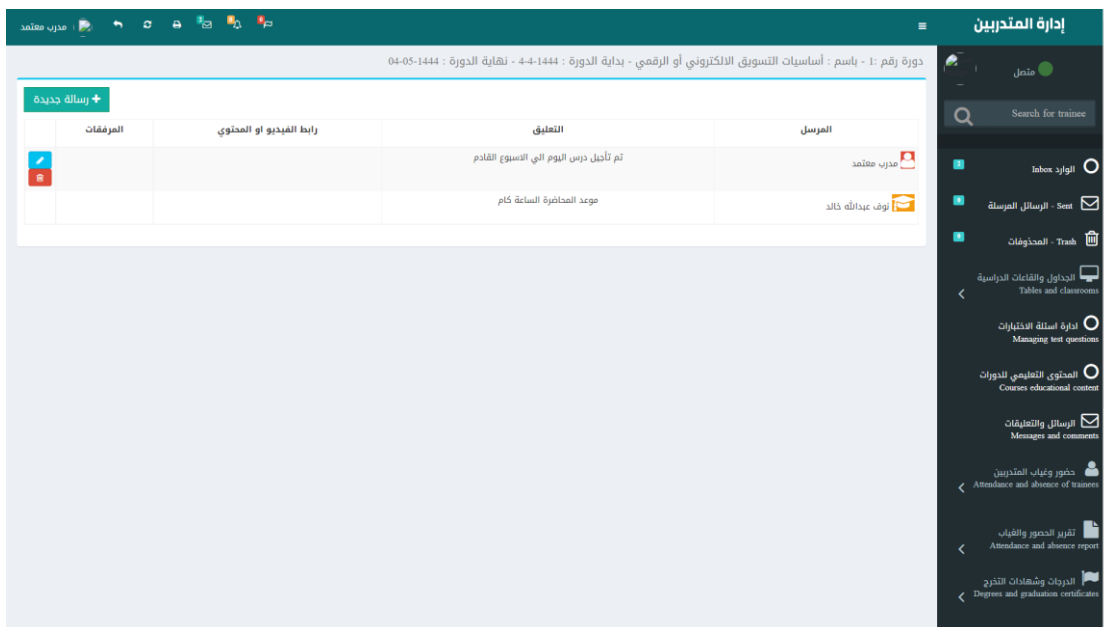 إدارة المتدربين
مدرب معتمد
متصل
Search for trainee
الوارد Inbox
Sent - الرسائل المرسلة
Trash - المحذوفات
الجداول والقاعات الدراسية
Tables and classrooms
ادارة اسئلة الاختبارات
Managing test questions
المحتوى التعليمي للدورات
Courses educational content
الرسائل والتعليقات
Messages and comments
حضور وغياب المتدربين
Attendance and absence of trainees
تقرير الحصور والغياب
Attendance and absence report
الدرجات وشهادات التخرج
Degrees and graduation certificates
دورة رقم :1 - باسم : أساسيات التسويق الالكتروني أو الرقمي - بداية الدورة : 1444-4-4 - نهاية الدورة : 1444-05-04
+ رسالة جديدة
المرسل التعليق رابط الفيديو او المحتوي المرفقات
مدرب معتمد تم تأجيل درس اليوم الي الاسبوع القادم
نوف عبدالله خالد موعد المحاضرة الساعة كام